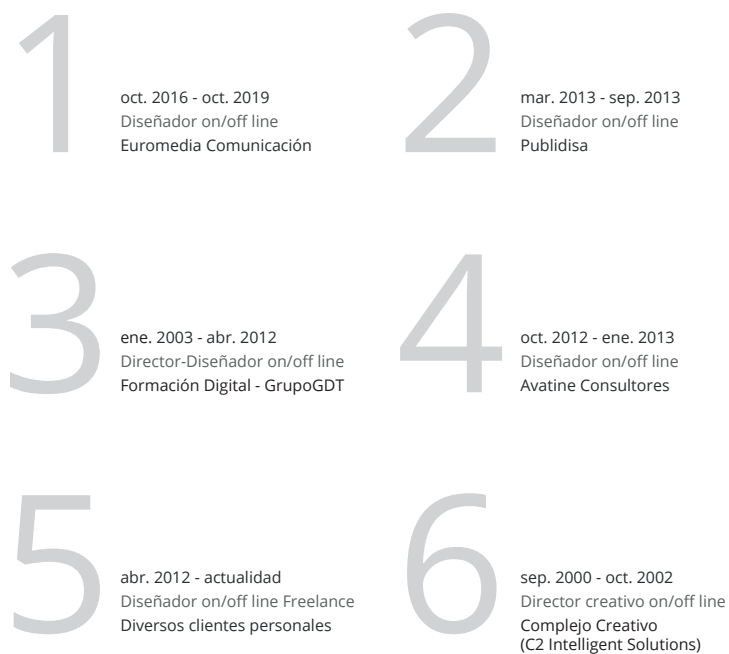 1
oct. 2016 - oct. 2019
Diseñador on/off line
Euromedia Comunicación
2
mar. 2013 - sep. 2013
Diseñador on/off line
Publidisa
3
ene. 2003 - abr. 2012
Director-Diseñador on/off line
Formación Digital - GrupoGDT
4
oct. 2012 - ene. 2013
Diseñador on/off line
Avatine Consultores
5
abr. 2012 - actualidad
Diseñador on/off line Freelance
Diversos clientes personales
6
sep. 2000 - oct. 2002
Director creativo on/off line
Complejo Creativo
(C2 Intelligent Solutions)